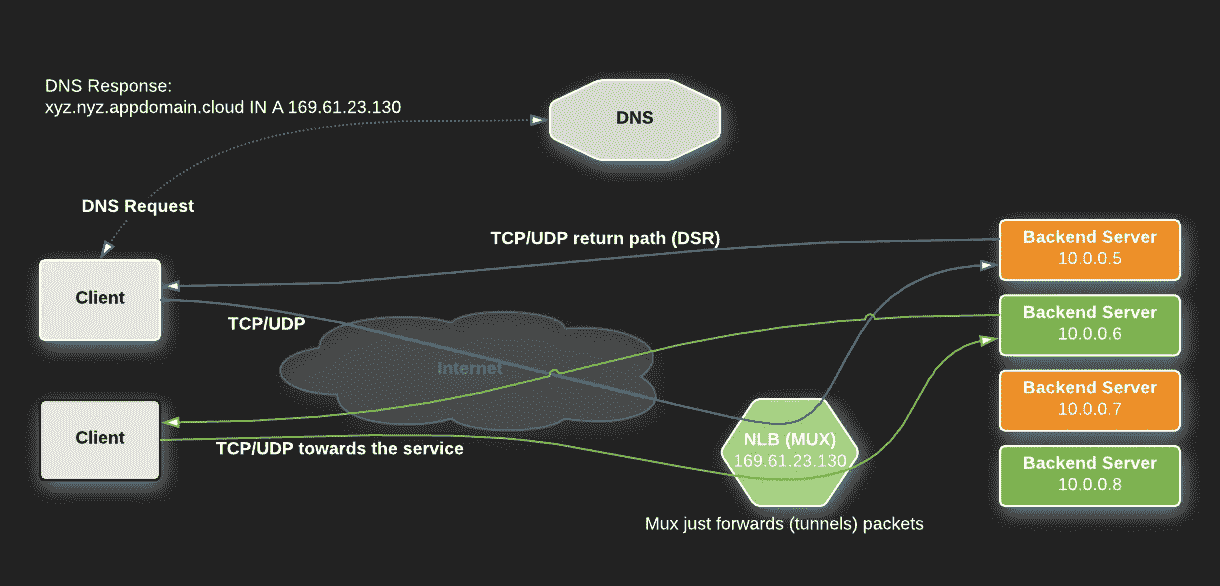 DNS Response:
xyz.nyz.appdomain.cloud IN A 169.61.23.130
DNS
DNS Request
TCP/UDP return path (DSR)
Backend Server
10.0.0.5
Client
TCP/UDP
Internet
Backend Server
10.0.0.6
Backend Server
10.0.0.7
Client
TCP/UDP towards the service
NLB (MUX)
169.61.23.130
Backend Server
10.0.0.8
Mux just forwards (tunnels) packets